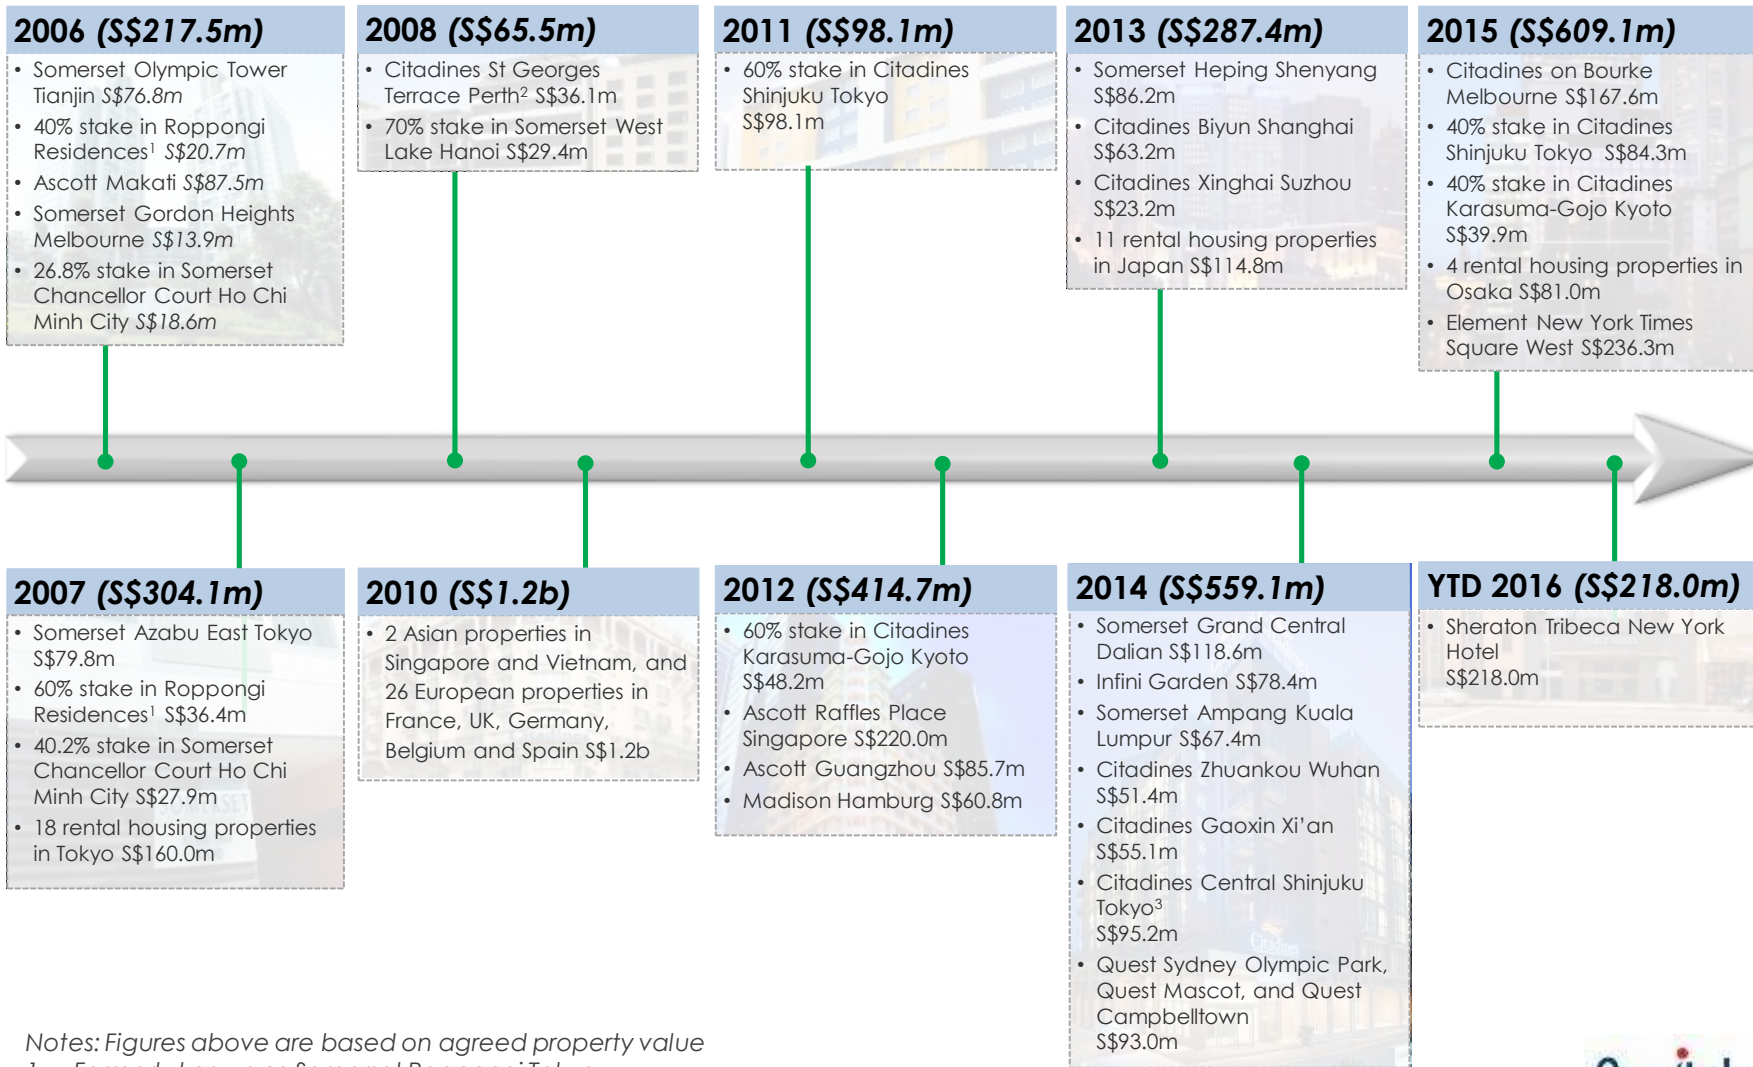 2006 (S$217.5m)
• Somerset Olympic Tower
Tianjin S$76.8m
• 40% stake in Roppongi
Residences¹ S$20.7m
• Ascott Makati S$87.5m
• Somerset Gordon Heights
Melbourne S$13.9m
• 26.8% stake in Somerset
Chancellor Court Ho Chi
Minh City S$18.6m
2008 (S$65.5m)
• Citadines St Georges
Terrace Perth² S$36.1m
• 70% stake in Somerset West
Lake Hanoi S$29.4m
2011 (S$98.1m)
• 60% stake in Citadines
Shinjuku Tokyo
S$98.1m
2013 (S$287.4m)
• Somerset Heping Shenyang
S$86.2m
• Citadines Biyun Shanghai
S$63.2m
• Citadines Xinghai Suzhou
S$23.2m
• 11 rental housing properties
in Japan S$114.8m
2015 (S$609.1m)
• Citadines on Bourke
Melbourne S$167.6m
• 40% stake in Citadines
Shinjuku Tokyo S$84.3m
• 40% stake in Citadines
Karasuma-Gojo Kyoto
S$39.9m
• 4 rental housing properties in
Osaka S$81.0m
• Element New York Times
Square West S$236.3m
2007 (S$304.1m)
• Somerset Azabu East Tokyo
S$79.8m
• 60% stake in Roppongi
Residences¹ S$36.4m
• 40.2% stake in Somerset
Chancellor Court Ho Chi
Minh City S$27.9m
• 18 rental housing properties
in Tokyo S$160.0m
2010 (S$1.2b)
• 2 Asian properties in
Singapore and Vietnam, and
26 European properties in
France, UK, Germany,
Belgium and Spain S$1.2b
2012 (S$414.7m)
• 60% stake in Citadines
Karasuma-Gojo Kyoto
S$48.2m
• Ascott Raffles Place
Singapore S$220.0m
• Ascott Guangzhou S$85.7m
• Madison Hamburg S$60.8m
2014 (S$559.1m)
• Somerset Grand Central
Dalian S$118.6m
• Infini Garden S$78.4m
• Somerset Ampang Kuala
Lumpur S$67.4m
• Citadines Zhuankou Wuhan
S$51.4m
• Citadines Gaoxin Xi’an
S$55.1m
• Citadines Central Shinjuku
Tokyo³
S$95.2m
• Quest Sydney Olympic Park,
Quest Mascot, and Quest
Campbelltown
S$93.0m
YTD 2016 (S$218.0m)
• Sheraton Tribeca New York
Hotel
S$218.0m
Notes: Figures above are based on agreed property value